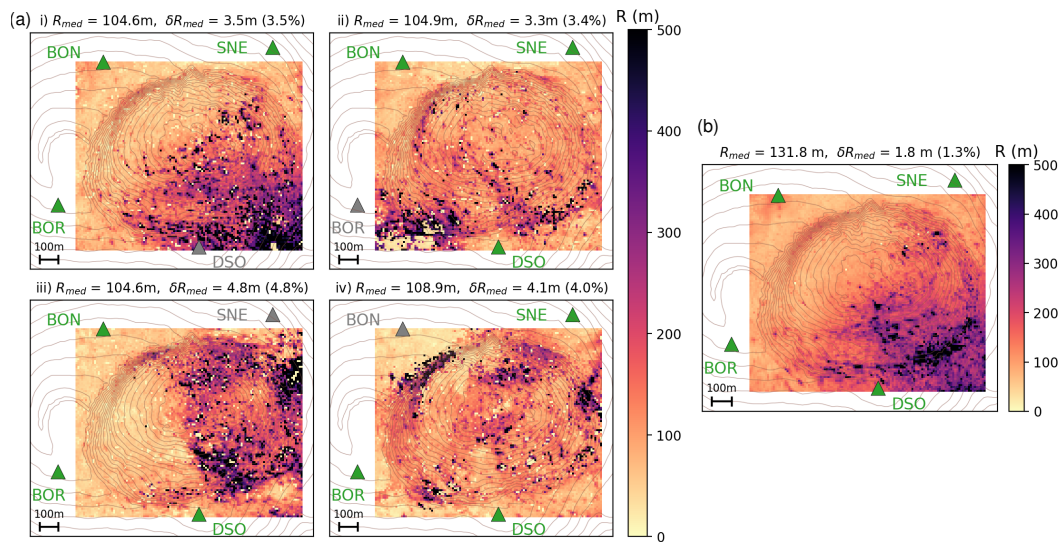 (a)
i) R_med = 104.6m, δR_med = 3.5m (3.5%)
BON
SNE
BOR
DSO
100m
ii) R_med = 104.9m, δR_med = 3.3m (3.4%)
BON
SNE
BOR
DSO
100m
iii) R_med = 104.6m, δR_med = 4.8m (4.8%)
BON
SNE
BOR
DSO
100m
iv) R_med = 108.9m, δR_med = 4.1m (4.0%)
BON
SNE
BOR
DSO
100m
R (m)
500
400
300
200
100
0
(b)
R_med = 131.8 m, δR_med = 1.8 m (1.3%)
BON
SNE
BOR
DSO
100m
R (m)
500
400
300
200
100
0